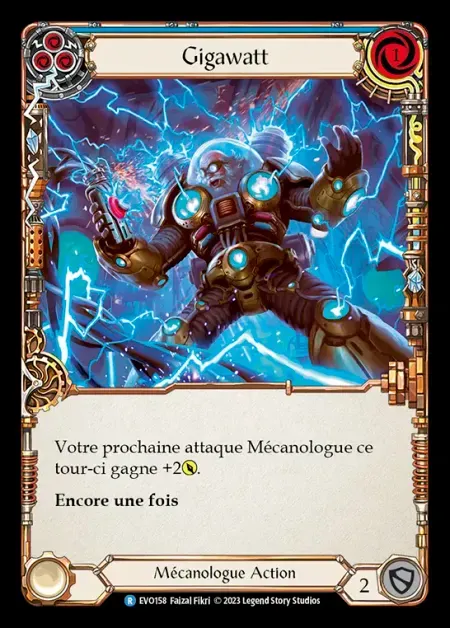 Gigawatt
1
Votre prochaine attaque Mécanologue ce
tour-ci gagne +2.
Encore une fois
Mécanologue Action
2
R EVO158 Faizal Fikri © 2023 Legend Story Studios